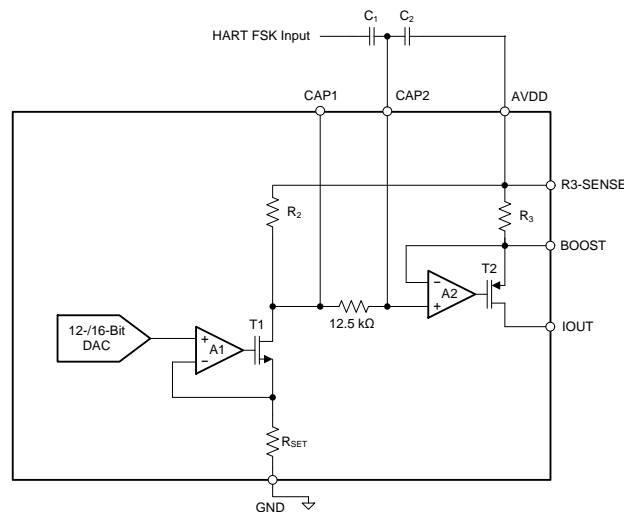 C₁ C₂
HART FSK Input
CAP1 CAP2 AVDD
R3-SENSE
R₂ R₃
BOOST
T2
A2
T1
12.5 kΩ
IOUT
12-/16-Bit
DAC
A1
R_SET
GND
+
−
−
+